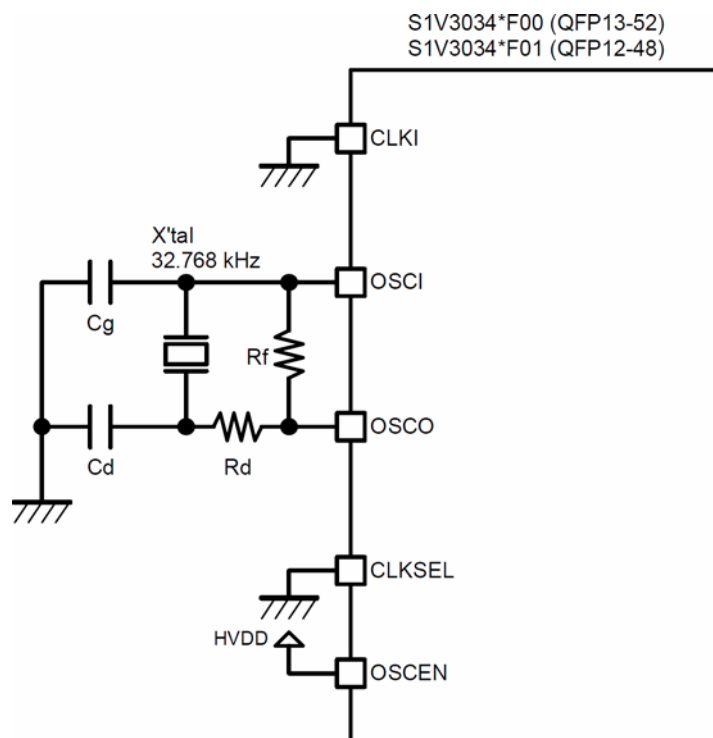 S1V3034*F00 (QFP13-52)
S1V3034*F01 (QFP12-48)
CLKI
X'tal
32.768 kHz
OSCI
Cg
Rf
OSCO
Cd
Rd
CLKSEL
HVDD
OSCEN